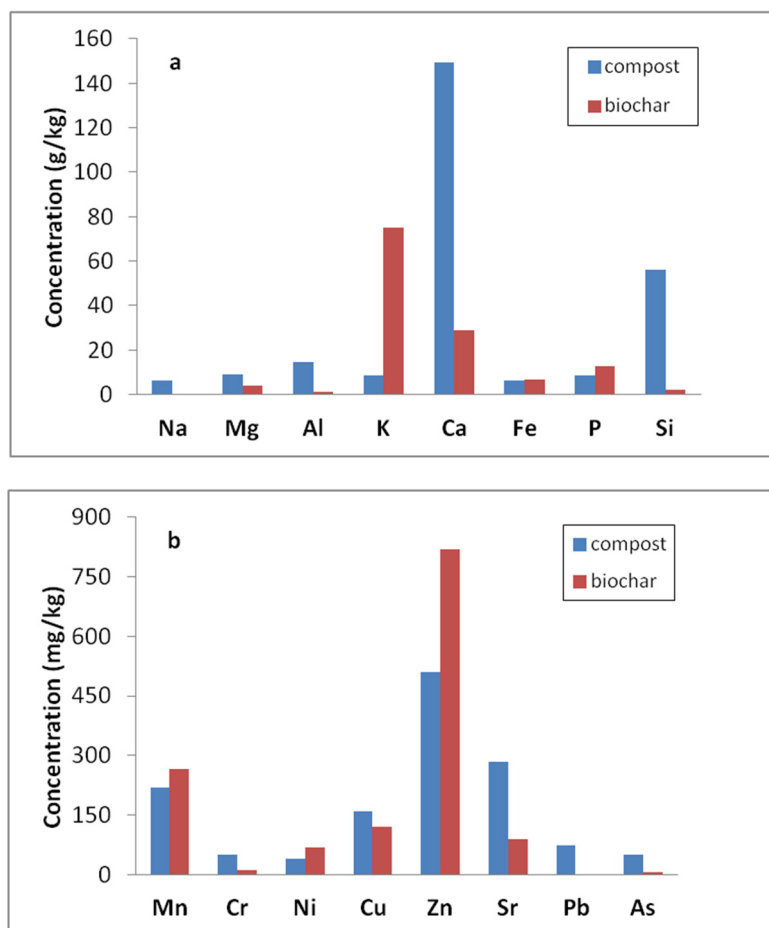 a
compost
biochar
Concentration (g/kg)
160
140
120
100
80
60
40
20
0
Na Mg Al K Ca Fe P Si
b
compost
biochar
Concentration (mg/kg)
900
750
600
450
300
150
0
Mn Cr Ni Cu Zn Sr Pb As